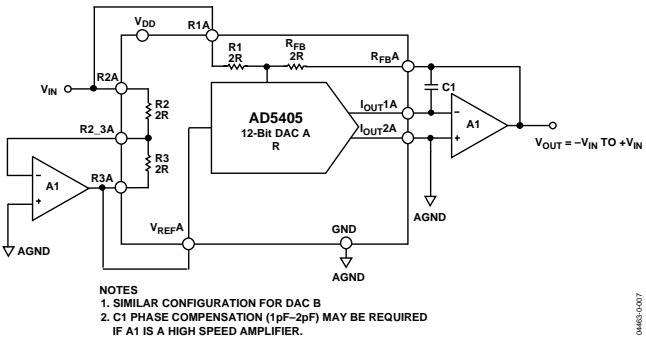 VDD
R1A
R1
2R
RFB
2R
RFBA
R2A
VIN
R2
2R
C1
AD5405
12-Bit DAC A
R
IOUT1A
IOUT2A
–
A1
+
VOUT = –VIN TO +VIN
R2_3A
R3
2R
–
A1
+
R3A
AGND
AGND
VREFA
GND
AGND
NOTES
1. SIMILAR CONFIGURATION FOR DAC B
2. C1 PHASE COMPENSATION (1pF–2pF) MAY BE REQUIRED
IF A1 IS A HIGH SPEED AMPLIFIER.
04463-0-007